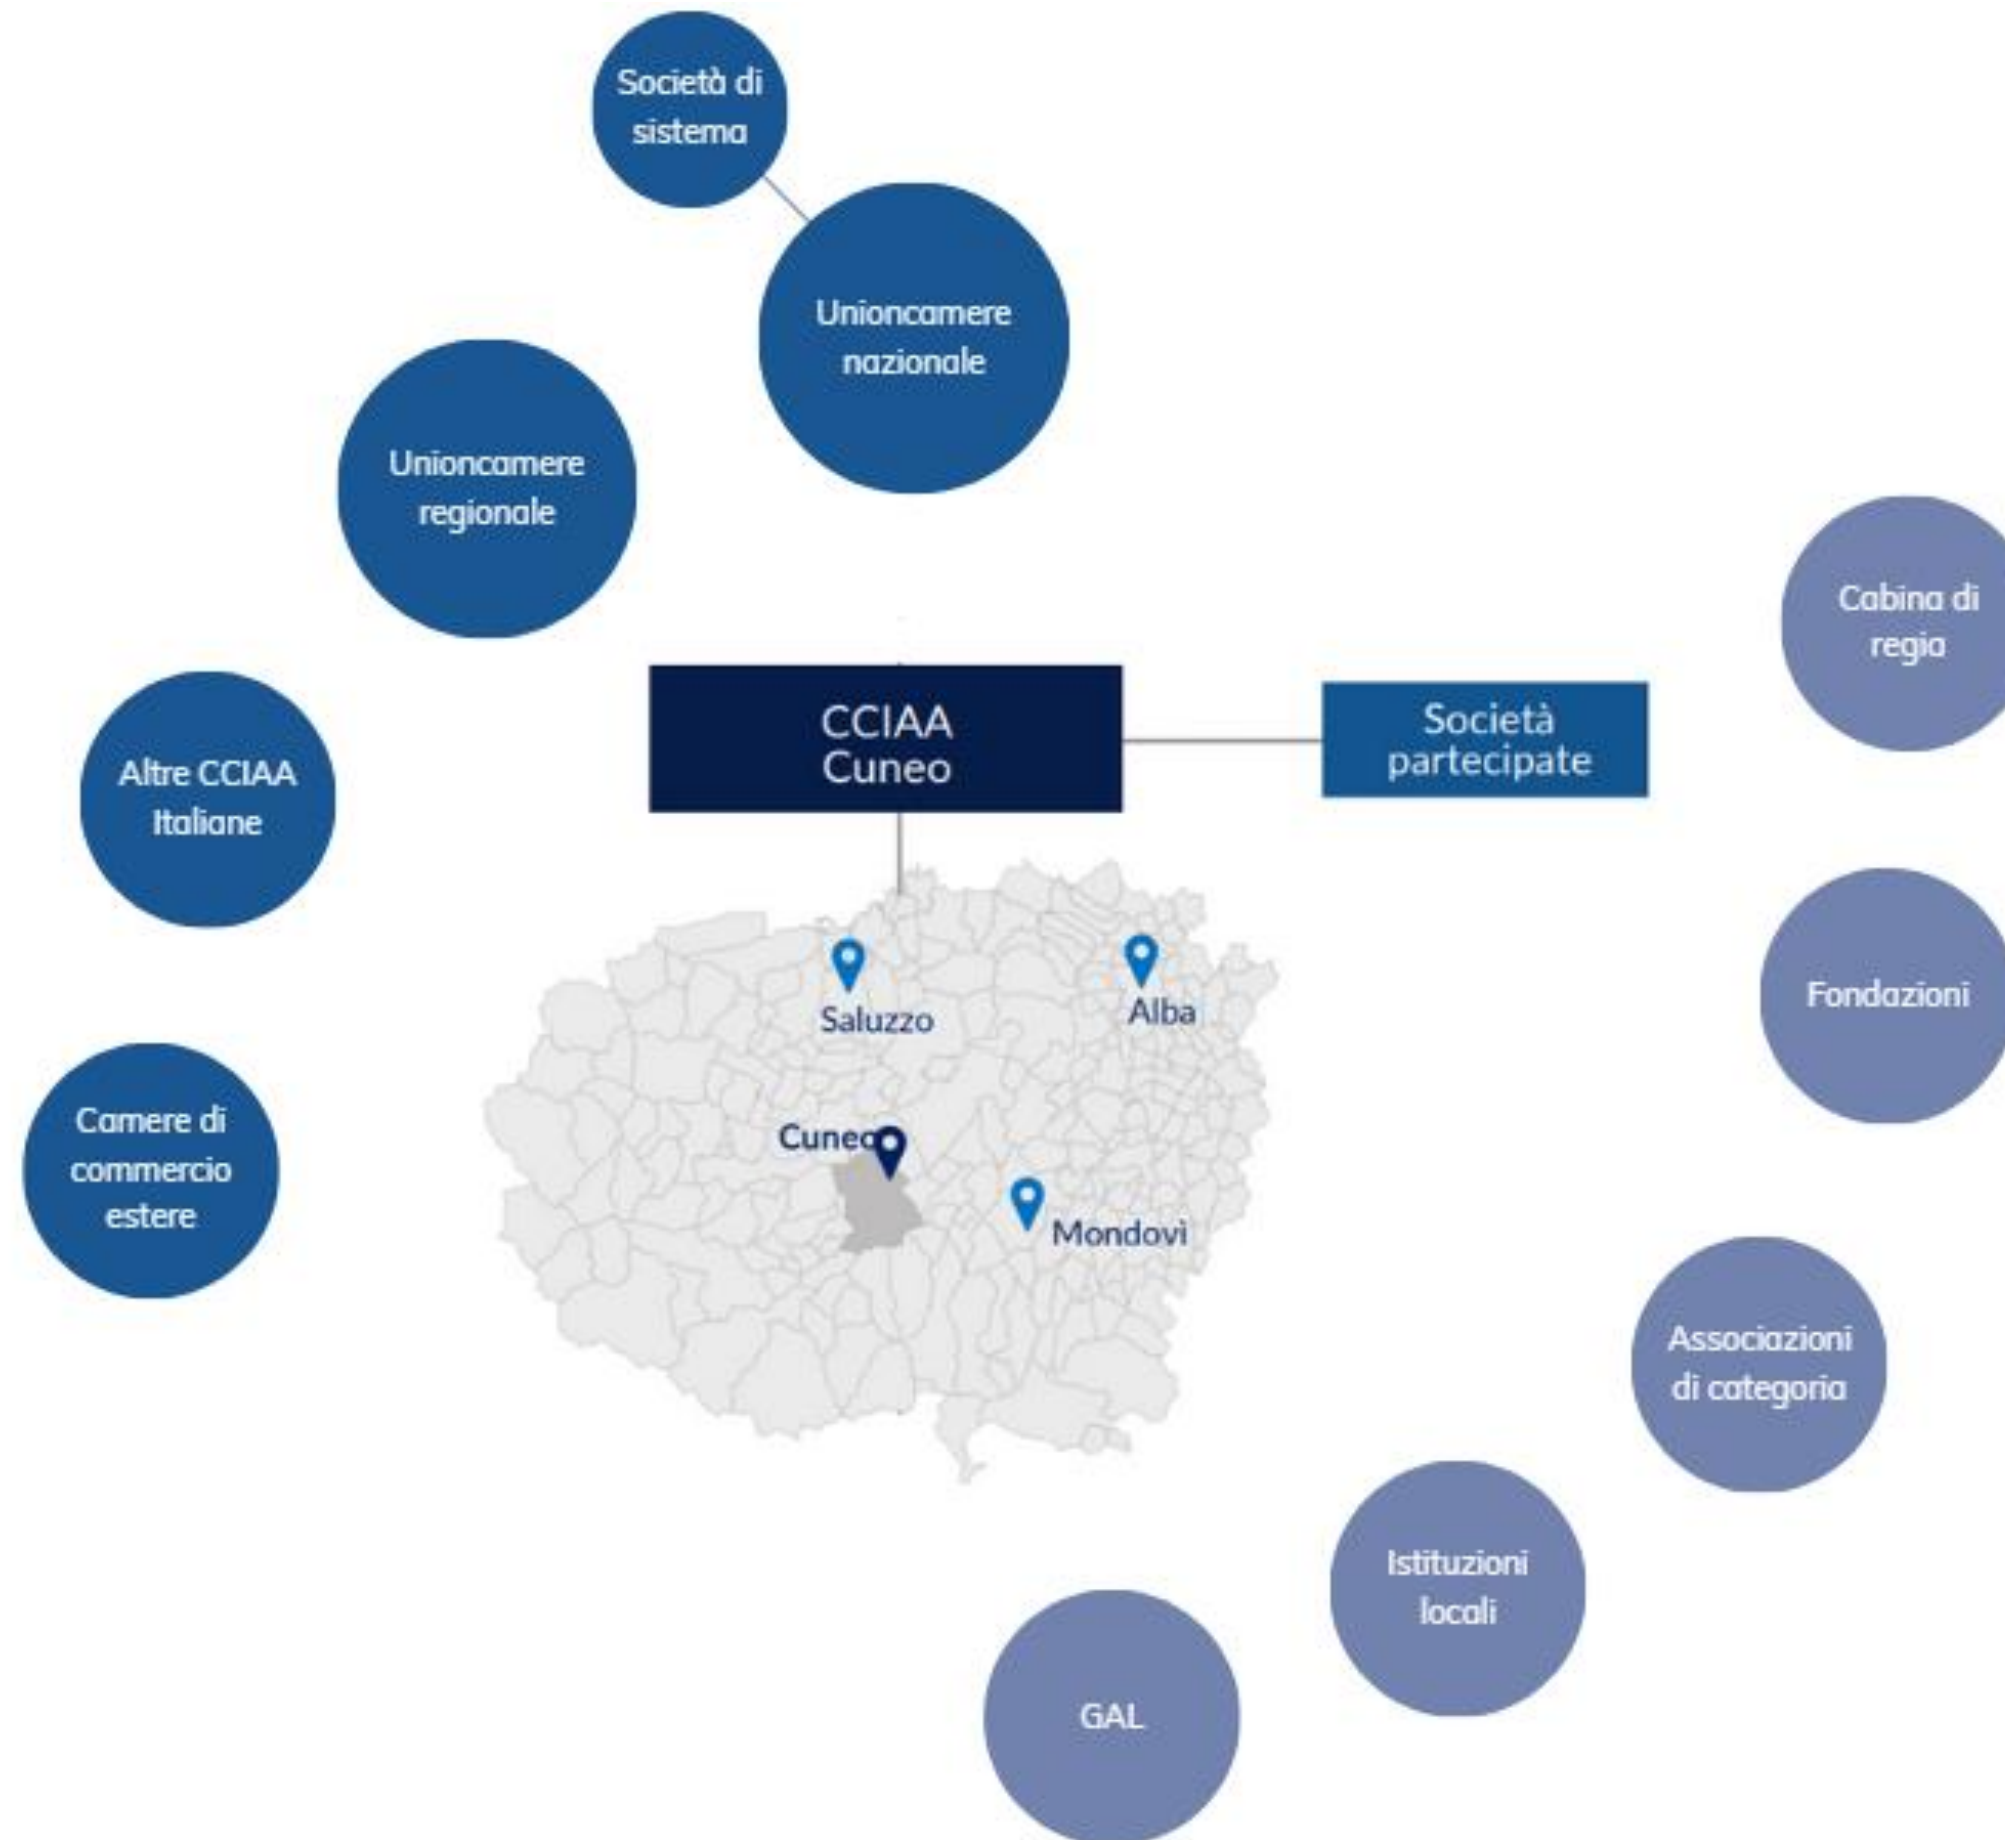 Società di
sistema
Unioncamere
nazionale
Unioncamere
regionale
Cabina di
regia
CCIAA
Cuneo
Società
partecipate
Altre CCIAA
Italiane
Fondazioni
Saluzzo
Alba
Camere di
commercio
estere
Cuneo
Mondovì
Associazioni
di categoria
Istituzioni
locali
GAL